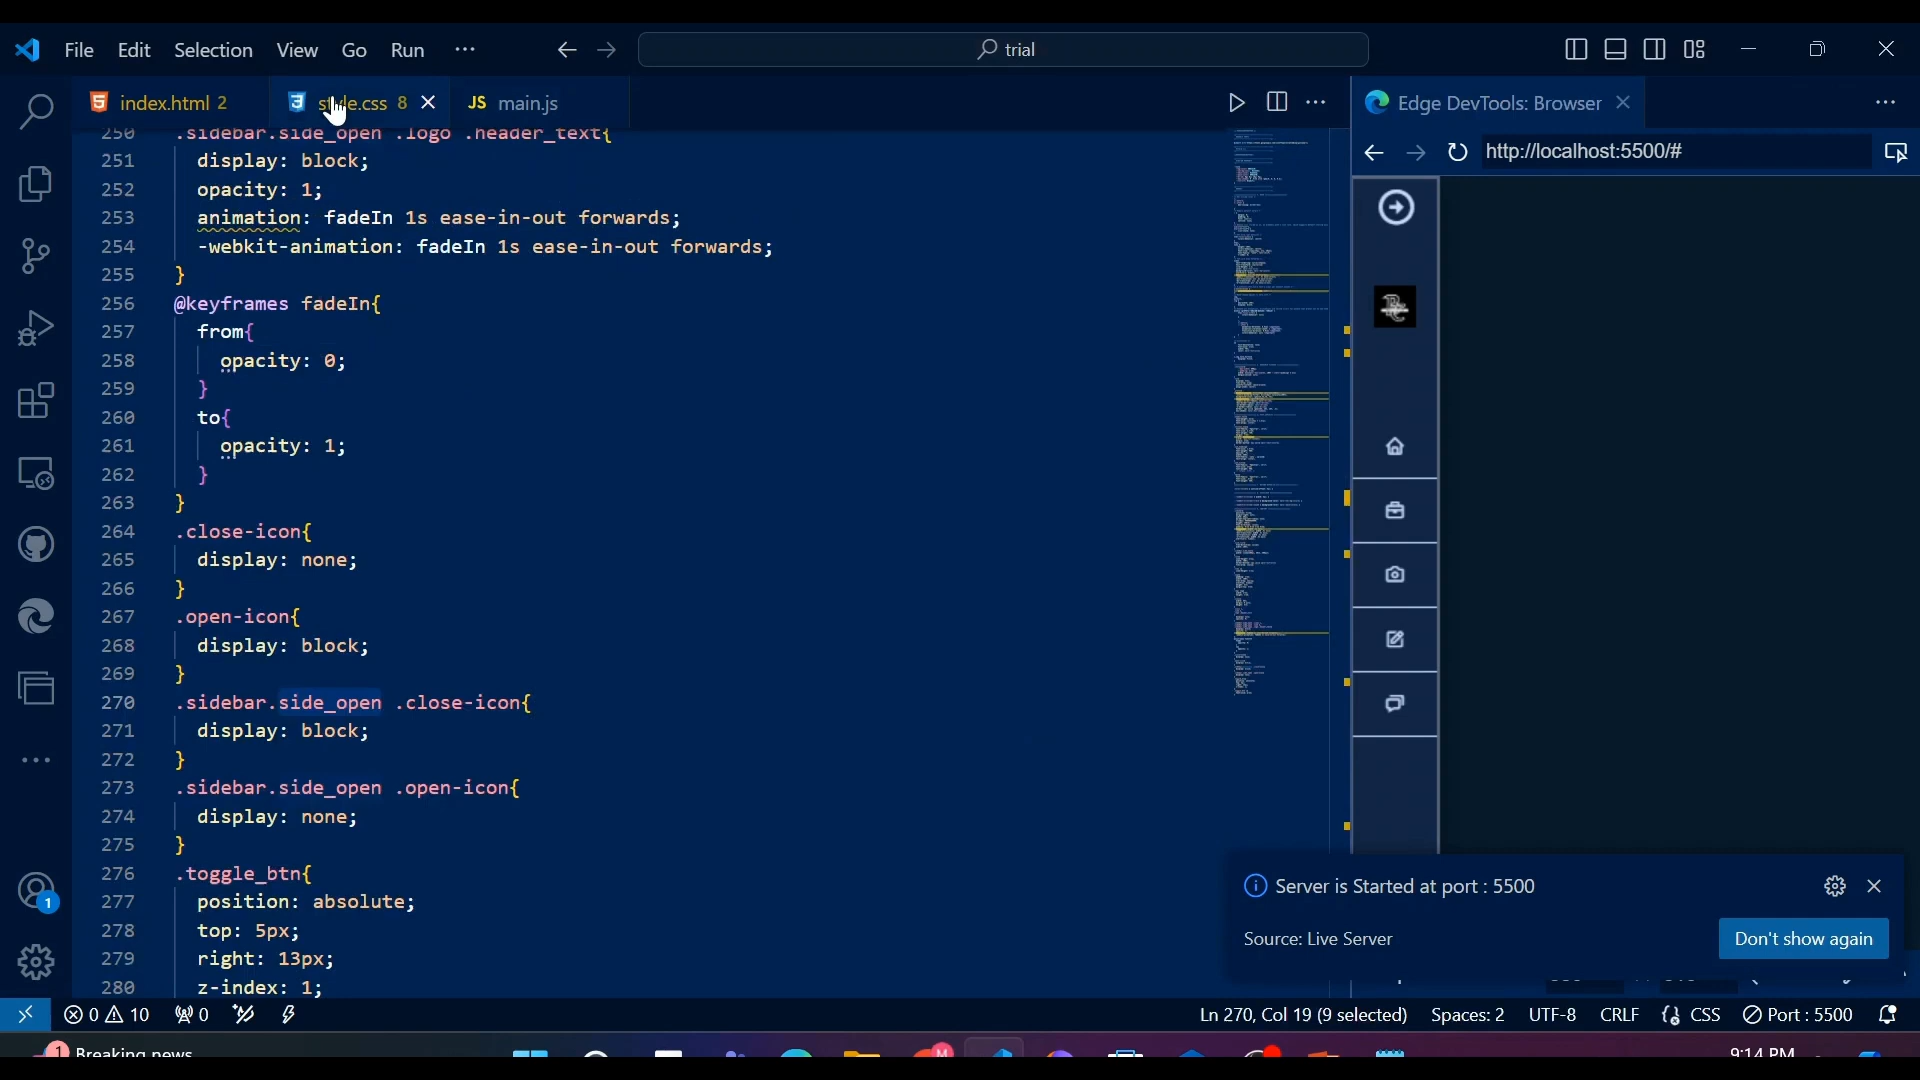 File Edit Selection View Go Run ··· trial
index.html 2 style.css 8 JS main.js Edge DevTools: Browser
http://localhost:5500/#
250 .sidebar.side_open .logo .header_text{
251 display: block;
252 opacity: 1;
253 animation: fadeIn 1s ease-in-out forwards;
254 -webkit-animation: fadeIn 1s ease-in-out forwards;
255 }
256 @keyframes fadeIn{
257 from{
258 opacity: 0;
259 }
260 to{
261 opacity: 1;
262 }
263 }
264 .close-icon{
265 display: none;
266 }
267 .open-icon{
268 display: block;
269 }
270 .sidebar.side_open .close-icon{
271 display: block;
272 }
273 .sidebar.side_open .open-icon{
274 display: none;
275 }
276 .toggle_btn{
277 position: absolute;
278 top: 5px;
279 right: 13px;
280 z-index: 1;
Server is Started at port : 5500
Source: Live Server
Don't show again
1
0 10 0 Ln 270, Col 19 (9 selected) Spaces: 2 UTF-8 CRLF CSS Port : 5500
1 Breaking news 9:14 PM